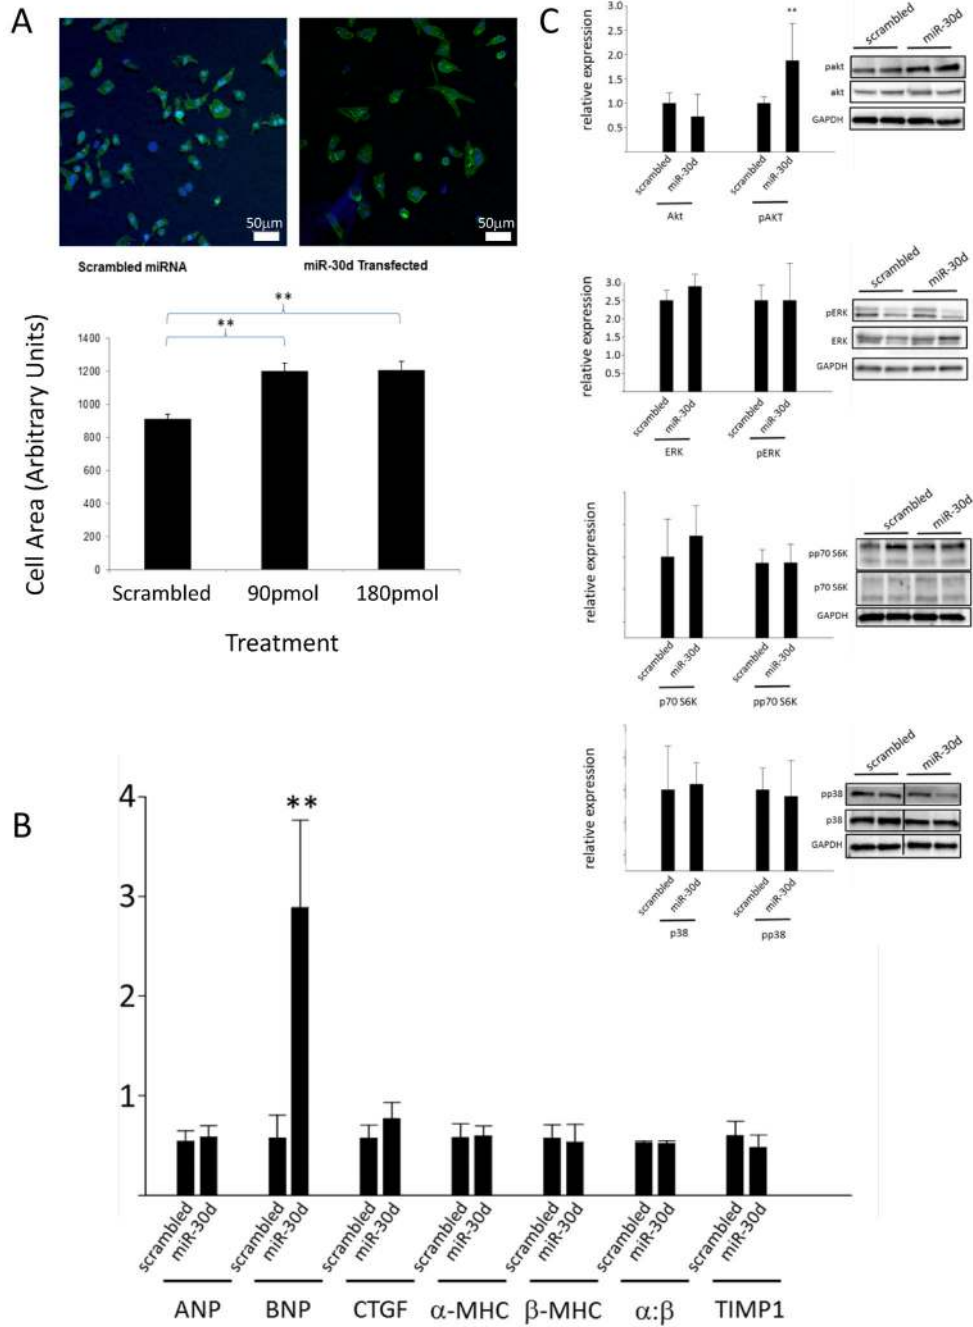 A
50µm
50µm
Scrambled miRNA
miR-30d Transfected
**
**
Cell Area (Arbitrary Units)
1400
1200
1000
800
600
400
200
0
Scrambled 90pmol 180pmol
Treatment
B
4
3
2
1
**
scrambled miR-30d scrambled miR-30d scrambled miR-30d scrambled miR-30d scrambled miR-30d scrambled miR-30d scrambled miR-30d
ANP BNP CTGF α-MHC β-MHC α:β TIMP1
C
relative expression
3.0
2.5
2.0
1.5
1.0
0.5
**
scrambled miR-30d scrambled miR-30d
Akt pAKT
scrambled miR-30d
pakt
akt
GAPDH
relative expression
3.0
2.5
2.0
1.5
1.0
0.5
scrambled miR-30d scrambled miR-30d
ERK pERK
scrambled miR-30d
pERK
ERK
GAPDH
relative expression
scrambled miR-30d scrambled miR-30d
p70 S6K pp70 S6K
scrambled miR-30d
pp70 S6K
p70 S6K
GAPDH
relative expression
scrambled miR-30d scrambled miR-30d
p38 pp38
scrambled miR-30d
pp38
p38
GAPDH